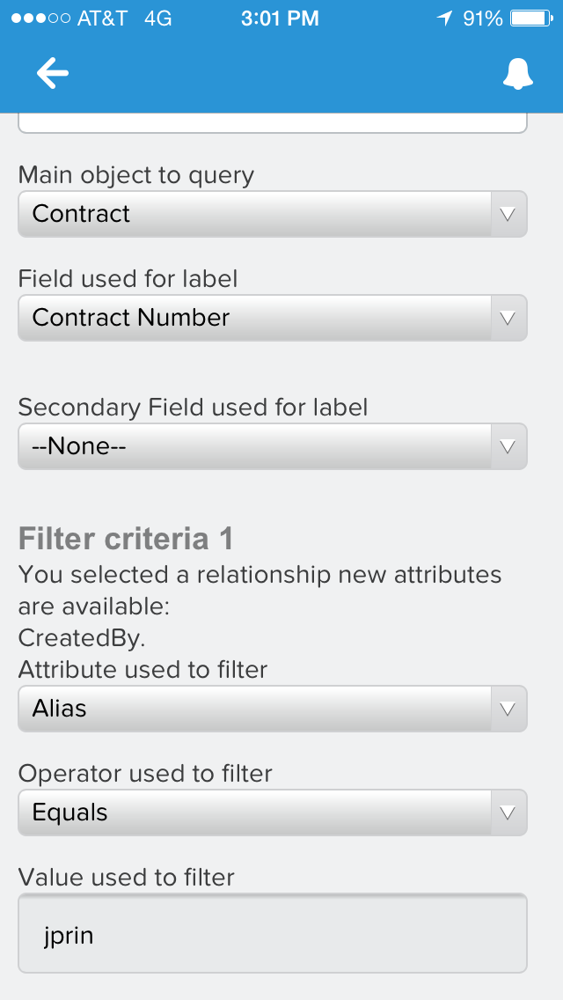 AT&T 4G 3:01 PM 91%
Main object to query
Contract
Field used for label
Contract Number
Secondary Field used for label
--None--
Filter criteria 1
You selected a relationship new attributes
are available:
CreatedBy.
Attribute used to filter
Alias
Operator used to filter
Equals
Value used to filter
jprin